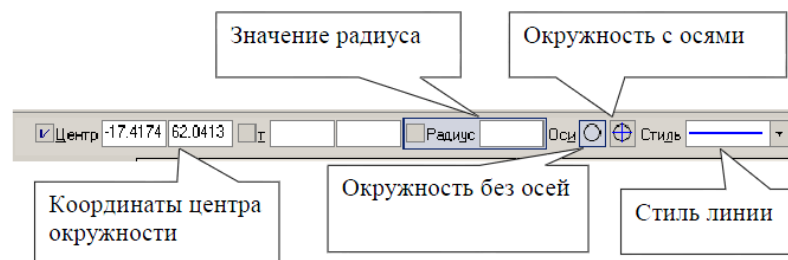 Значение радиуса
Окружность с осями
Центр -17.4174 62.0413 т Радиус Оси Стиль
Координаты центра
окружности
Окружность без осей
Стиль линии